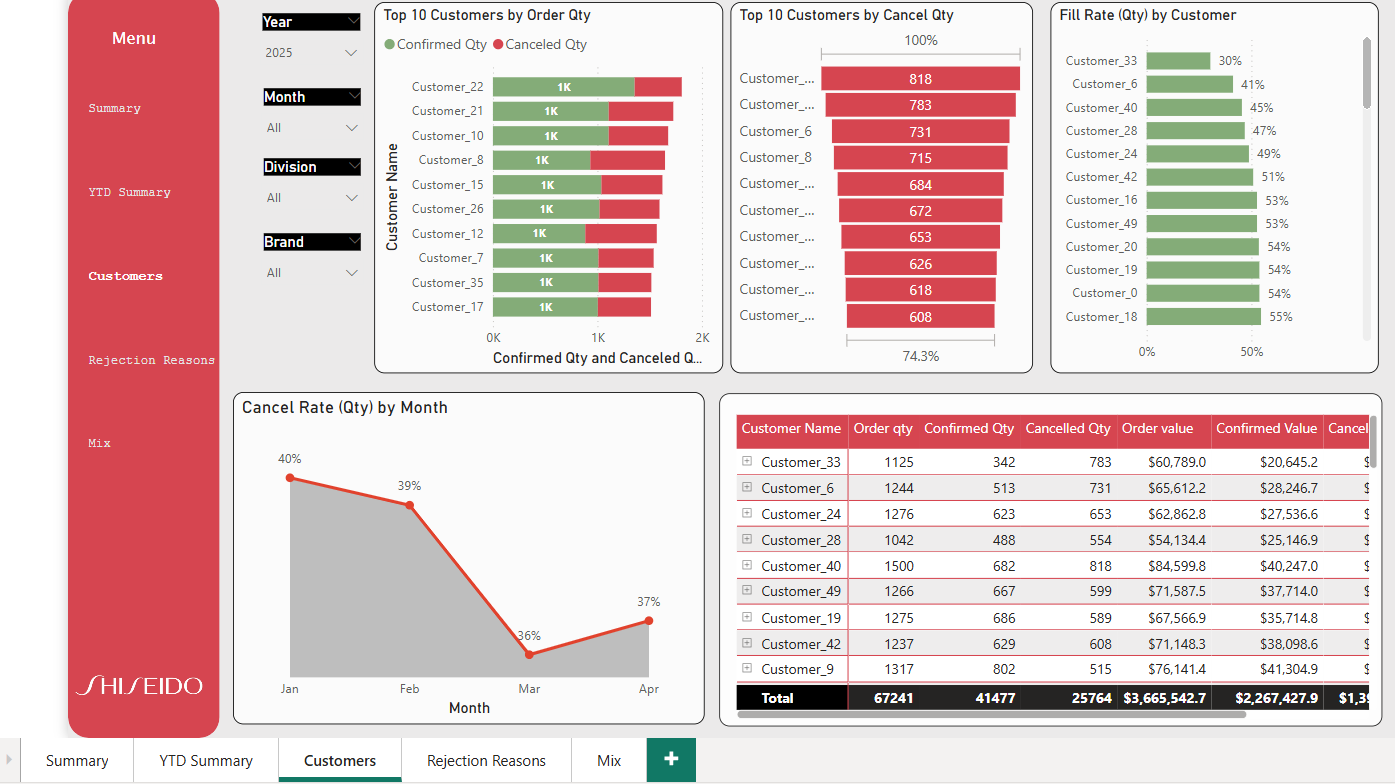 Menu
Summary
YTD Summary
Customers
Rejection Reasons
Mix
SHISEIDO
Year
2025
Month
All
Division
All
Brand
All
Top 10 Customers by Order Qty
Confirmed Qty Canceled Qty
Customer Name
Customer_22 1K
Customer_21 1K
Customer_10 1K
Customer_8 1K
Customer_15 1K
Customer_26 1K
Customer_12 1K
Customer_7 1K
Customer_35 1K
Customer_17 1K
0K 1K 2K
Confirmed Qty and Canceled Q...
Top 10 Customers by Cancel Qty
100%
Customer_... 818
Customer_... 783
Customer_6 731
Customer_8 715
Customer_... 684
Customer_... 672
Customer_... 653
Customer_... 626
Customer_... 618
Customer_... 608
74.3%
Fill Rate (Qty) by Customer
Customer_33 30%
Customer_6 41%
Customer_40 45%
Customer_28 47%
Customer_24 49%
Customer_42 51%
Customer_16 53%
Customer_49 53%
Customer_20 54%
Customer_19 54%
Customer_0 54%
Customer_18 55%
0% 50%
Cancel Rate (Qty) by Month
40%
39%
36%
37%
Jan Feb Mar Apr
Month
Customer Name Order qty Confirmed Qty Cancelled Qty Order value Confirmed Value Cancel
Customer_33 1125 342 783 $60,789.0 $20,645.2 $
Customer_6 1244 513 731 $65,612.2 $28,246.7 $
Customer_24 1276 623 653 $62,862.8 $27,536.6 $
Customer_28 1042 488 554 $54,134.4 $25,146.9 $
Customer_40 1500 682 818 $84,599.8 $40,247.0 $
Customer_49 1266 667 599 $71,587.5 $37,714.0 $
Customer_19 1275 686 589 $67,566.9 $35,714.8 $
Customer_42 1237 629 608 $71,148.3 $38,098.6 $
Customer_9 1317 802 515 $76,141.4 $41,304.9 $
Total 67241 41477 25764 $3,665,542.7 $2,267,427.9 $1,39
Summary YTD Summary Customers Rejection Reasons Mix +